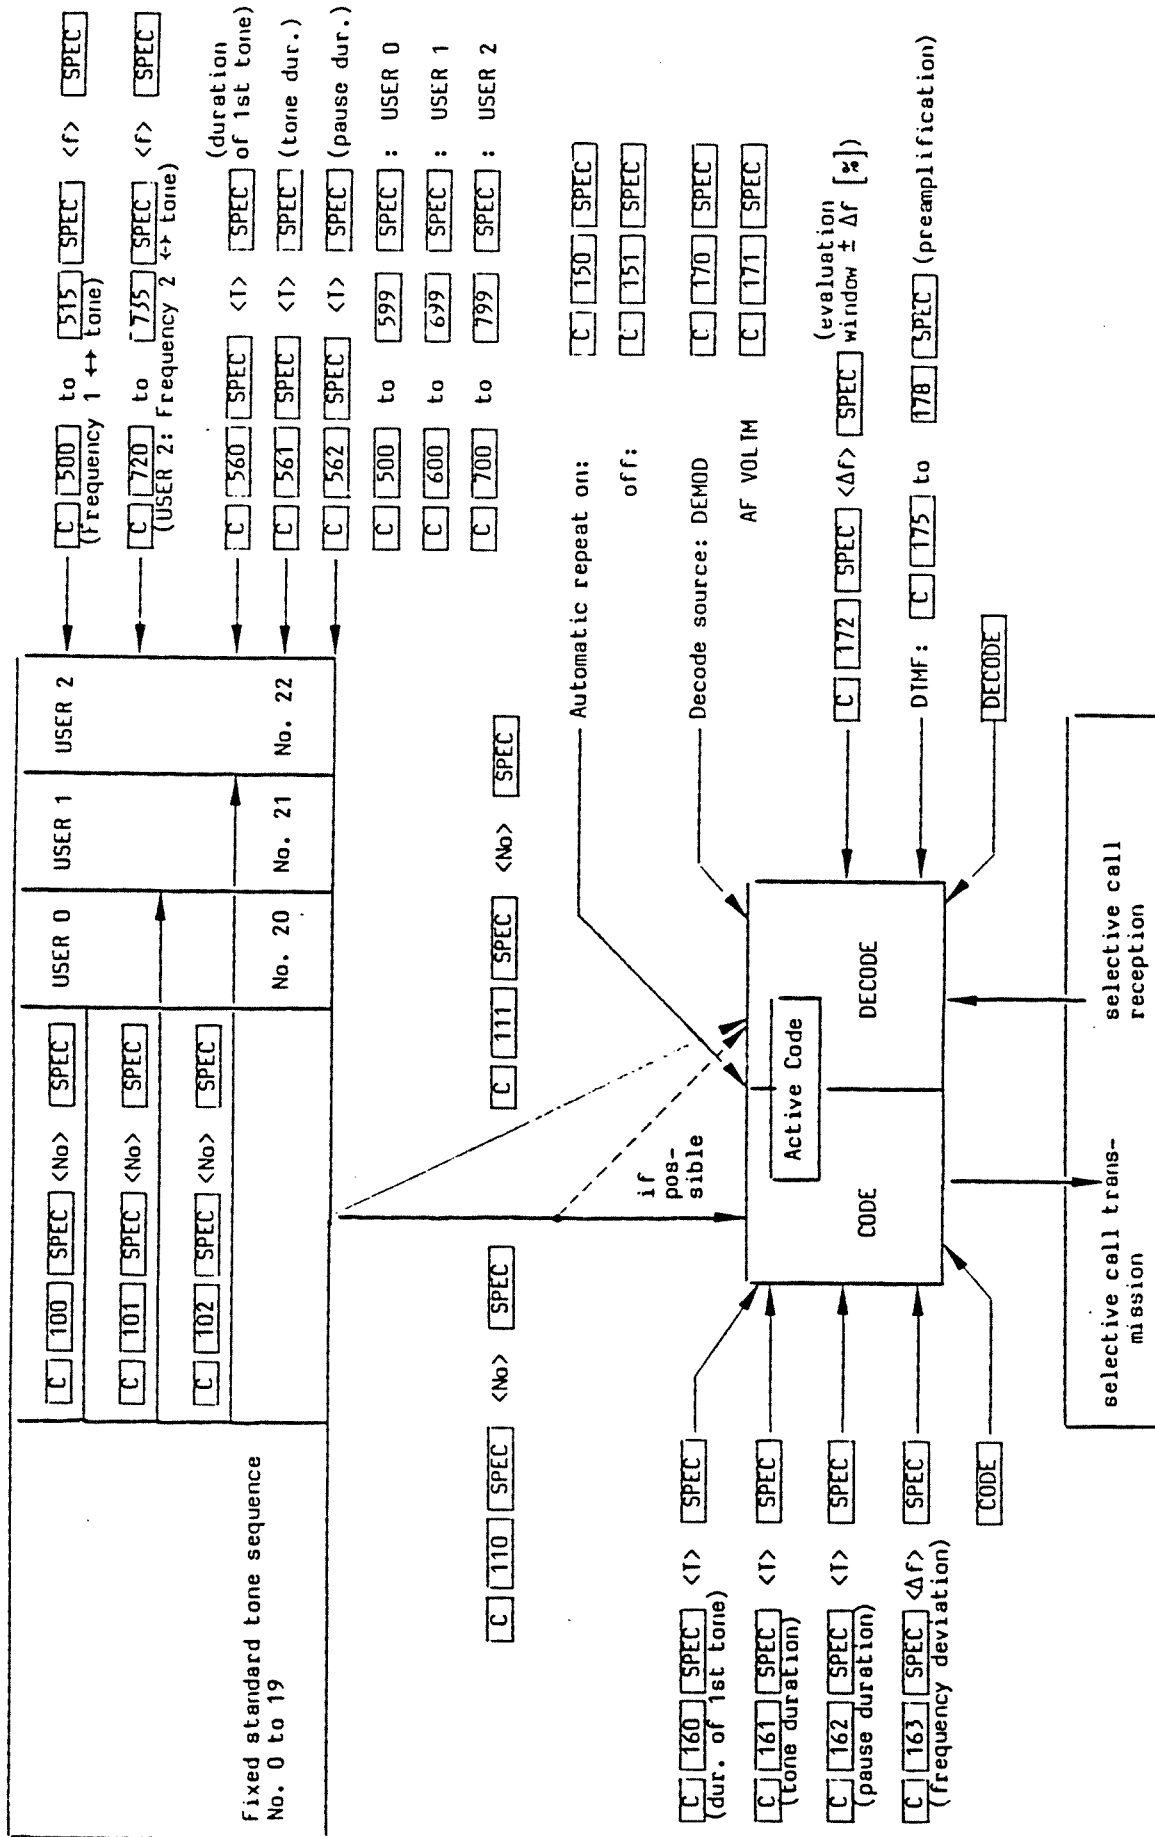 C 100 SPEC <No> SPEC
C 101 SPEC <No> SPEC
C 102 SPEC <No> SPEC
Fixed standard tone sequence
No. 0 to 19
USER 0
No. 20
USER 1
No. 21
USER 2
No. 22
C 500 to 515 SPEC <f> SPEC
(Frequency 1 ↔ tone)
C 720 to 735 SPEC <f> SPEC
(USER 2: Frequency 2 ↔ tone)
C 560 SPEC <T> SPEC (duration
of 1st tone)
C 561 SPEC <T> SPEC (tone dur.)
C 562 SPEC <T> SPEC (pause dur.)
C 500 to 599 SPEC : USER 0
C 600 to 699 SPEC : USER 1
C 700 to 799 SPEC : USER 2
C 110 SPEC <No> SPEC
C 111 SPEC <No> SPEC
Automatic repeat on: C 150 SPEC
off: C 151 SPEC
if
pos-
sible
Decode source: DEMOD C 170 SPEC
AF VOLTM C 171 SPEC
C 160 SPEC <T> SPEC
(dur. of 1st tone)
C 161 SPEC <T> SPEC
(tone duration)
C 162 SPEC <T> SPEC
(pause duration)
C 163 SPEC <Δf> SPEC
(frequency deviation)
CODE
Active Code
CODE
DECODE
C 172 SPEC <Δf> SPEC (evaluation
window ± Δf [%])
DTMF: C 175 to 178 SPEC (preamplification)
DECODE
selective call trans-
mission
selective call
reception